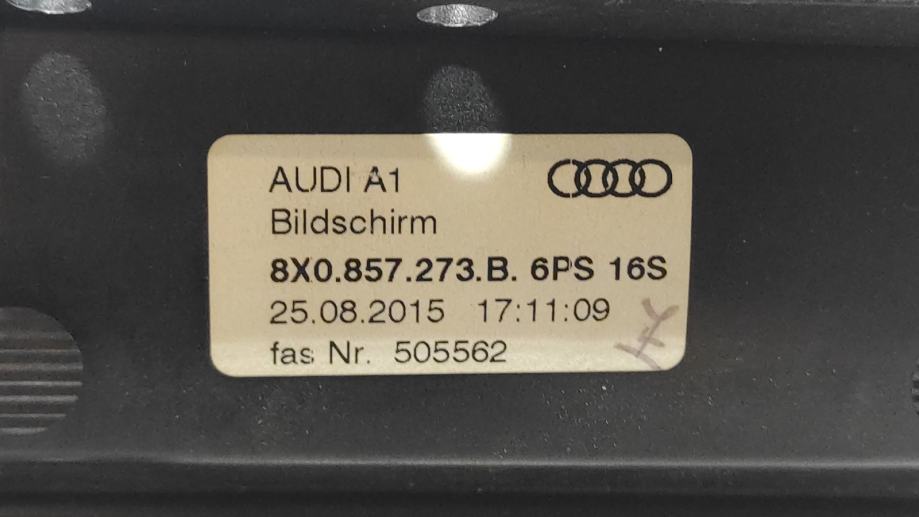 AUDI A1
Bildschirm
8X0.857.273.B. 6PS 16S
25.08.2015 17:11:09
fas Nr. 505562